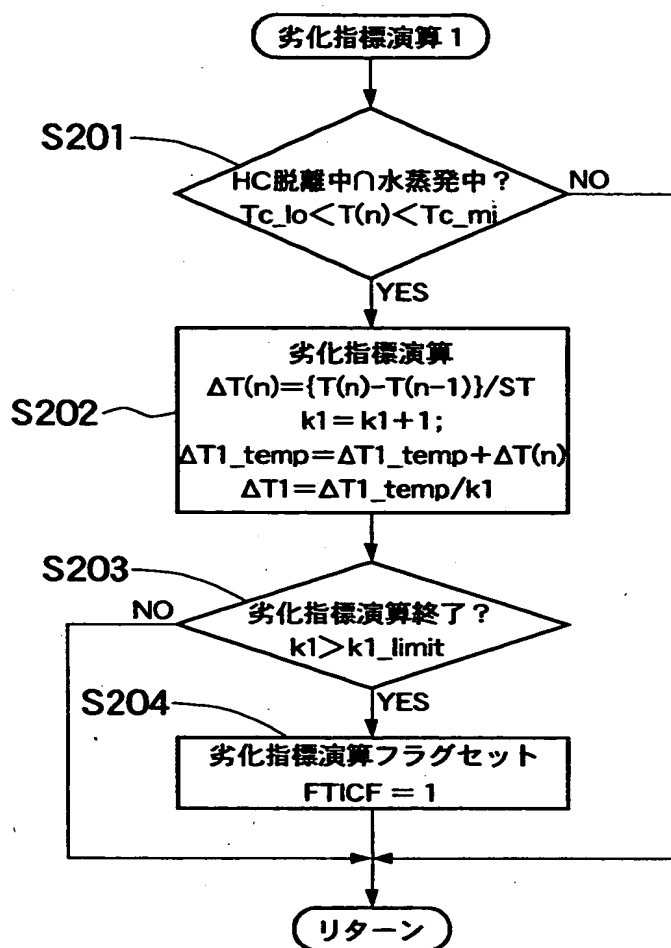 劣化指標演算 1
S201
HC脱離中∩水蒸発中？
Tc_lo＜T(n)＜Tc_mi
NO
YES
S202
劣化指標演算
ΔT(n)={T(n)-T(n-1)}/ST
k1＝k1+1;
ΔT1_temp＝ΔT1_temp+ΔT(n)
ΔT1＝ΔT1_temp/k1
S203
NO
劣化指標演算終了？
k1＞k1_limit
YES
S204
劣化指標演算フラグセット
FTICF = 1
リターン